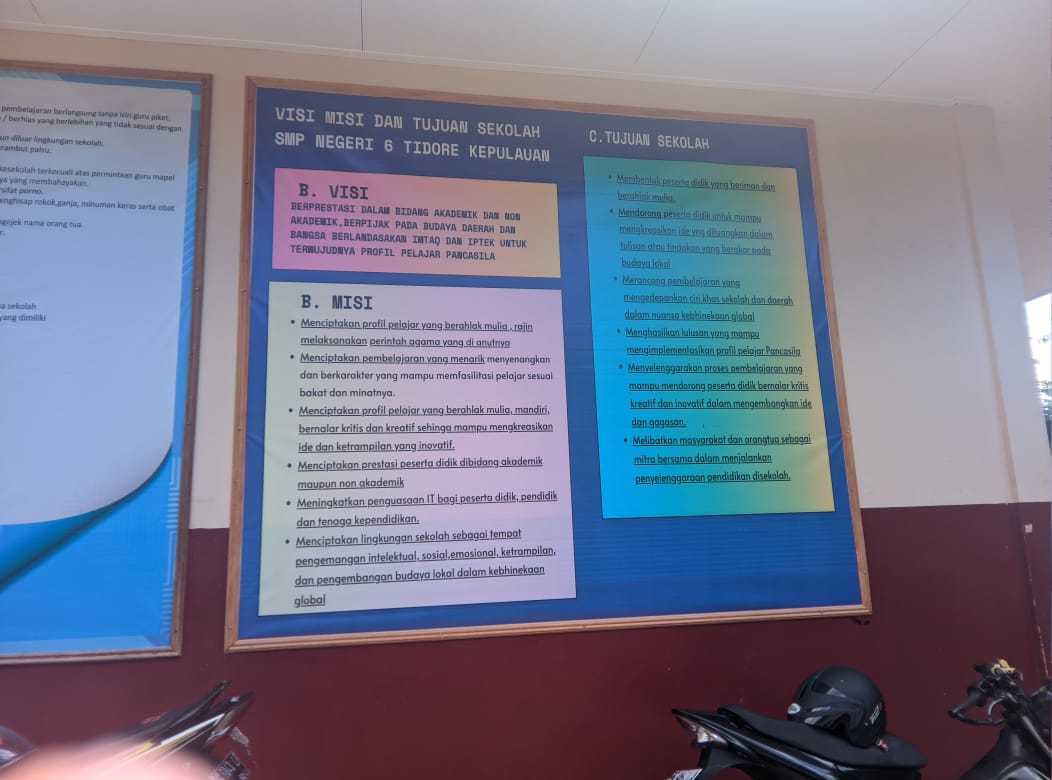 pembelajaran berlangsung tanpa izin guru piket.
/ berhias yang berlebihan yang tidak sesuai dengan
un diluar lingkungan sekolah.
rambut palsu.
kesekolah terkecuali atas permintaan guru mapel
ya yang membahayakan.
rsifat porno.
enghisap rokok,ganja, minuman keras serta obat
ngejek nama orang tua.
r.
a sekolah
yang dimiliki
VISI MISI DAN TUJUAN SEKOLAH
SMP NEGERI 6 TIDORE KEPULAUAN
B. VISI
BERPRESTASI DALAM BIDANG AKADEMIK DAN NON
AKADEMIK,BERPIJAK PADA BUDAYA DAERAH DAN
BANGSA BERLANDASAKAN IMTAQ DAN IPTEK UNTUK
TERWUJUDNYA PROFIL PELAJAR PANCASILA
B. MISI
• Menciptakan profil pelajar yang berahlak mulia , rajin
melaksanakan perintah agama yang di anutnya
• Menciptakan pembelajaran yang menarik menyenangkan
dan berkarakter yang mampu memfasilitasi pelajar sesuai
bakat dan minatnya.
• Menciptakan profil pelajar yang berahlak mulia, mandiri,
bernalar kritis dan kreatif sehinga mampu mengkreasikan
ide dan ketrampilan yang inovatif.
• Menciptakan prestasi peserta didik dibidang akademik
maupun non akademik
• Meningkatkan penguasaan IT bagi peserta didik, pendidik
dan tenaga kependidikan.
• Menciptakan lingkungan sekolah sebagai tempat
pengemangan intelektual, sosial,emosional, ketrampilan,
dan pengembangan budaya lokal dalam kebhinekaan
global
C.TUJUAN SEKOLAH
• Membentuk peserta didik yang beriman dan
berahlak mulia.
• Mendorong peserta didik untuk mampu
mengkreasikan ide yng dituangkan dalam
tulisan atau tindakan yang berakar pada
budaya lokal
• Merancang pembelajaran yang
mengedepankan ciri khas sekolah dan daerah
dalam nuansa kebhinekaan global
• Menghasilkan lulusan yang mampu
mengimplementasikan profil pelajar Pancasila
• Menyelenggarakan proses pembelajaran yang
mampu mendorong peserta didik bernalar kritis
kreatif dan inovatif dalam mengembangkan ide
dan gagasan.
• Melibatkan masyarakat dan orangtua sebagai
mitra bersama dalam menjalankan
penyelenggaraan pendidikan disekolah.